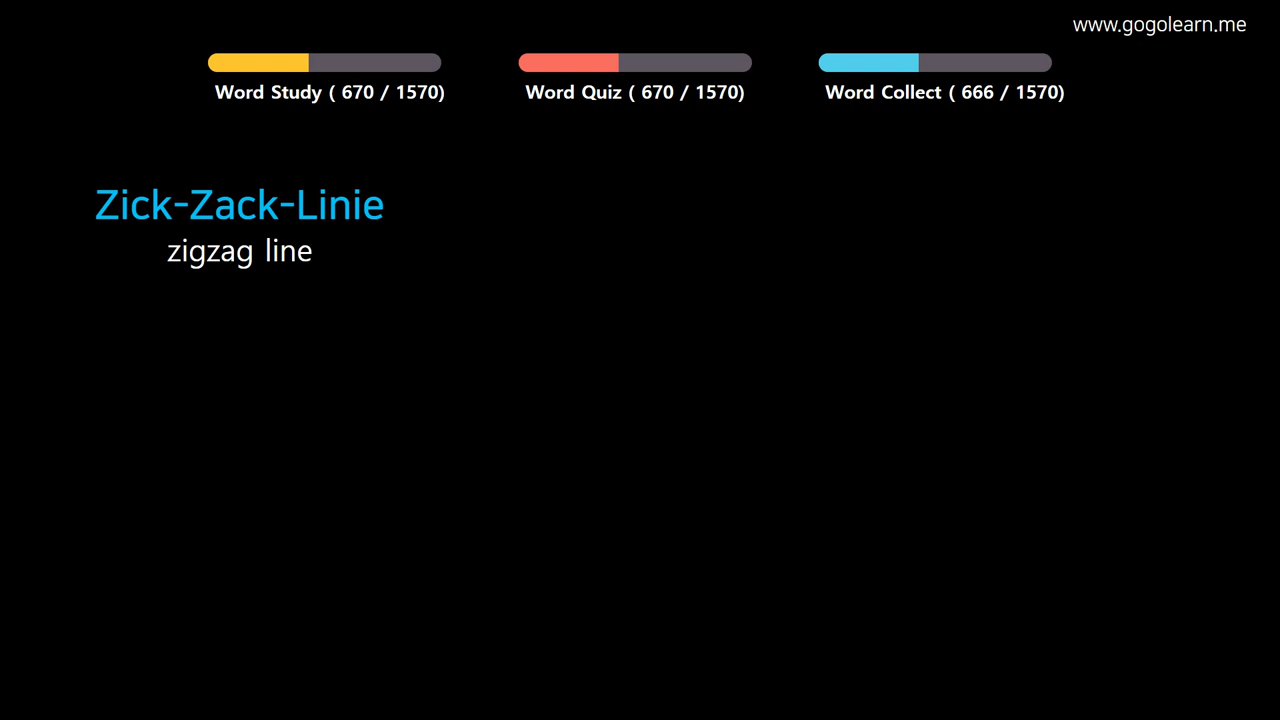 www.gogolearn.me
Word Study ( 670 / 1570)
Word Quiz ( 670 / 1570)
Word Collect ( 666 / 1570)
Zick-Zack-Linie
zigzag line